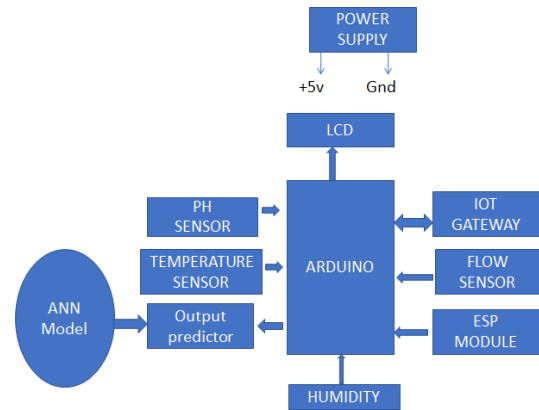 POWER
SUPPLY
+5v
Gnd
LCD
PH
SENSOR
IOT
GATEWAY
ARDUINO
TEMPERATURE
SENSOR
FLOW
SENSOR
ANN
Model
Output
predictor
ESP
MODULE
HUMIDITY